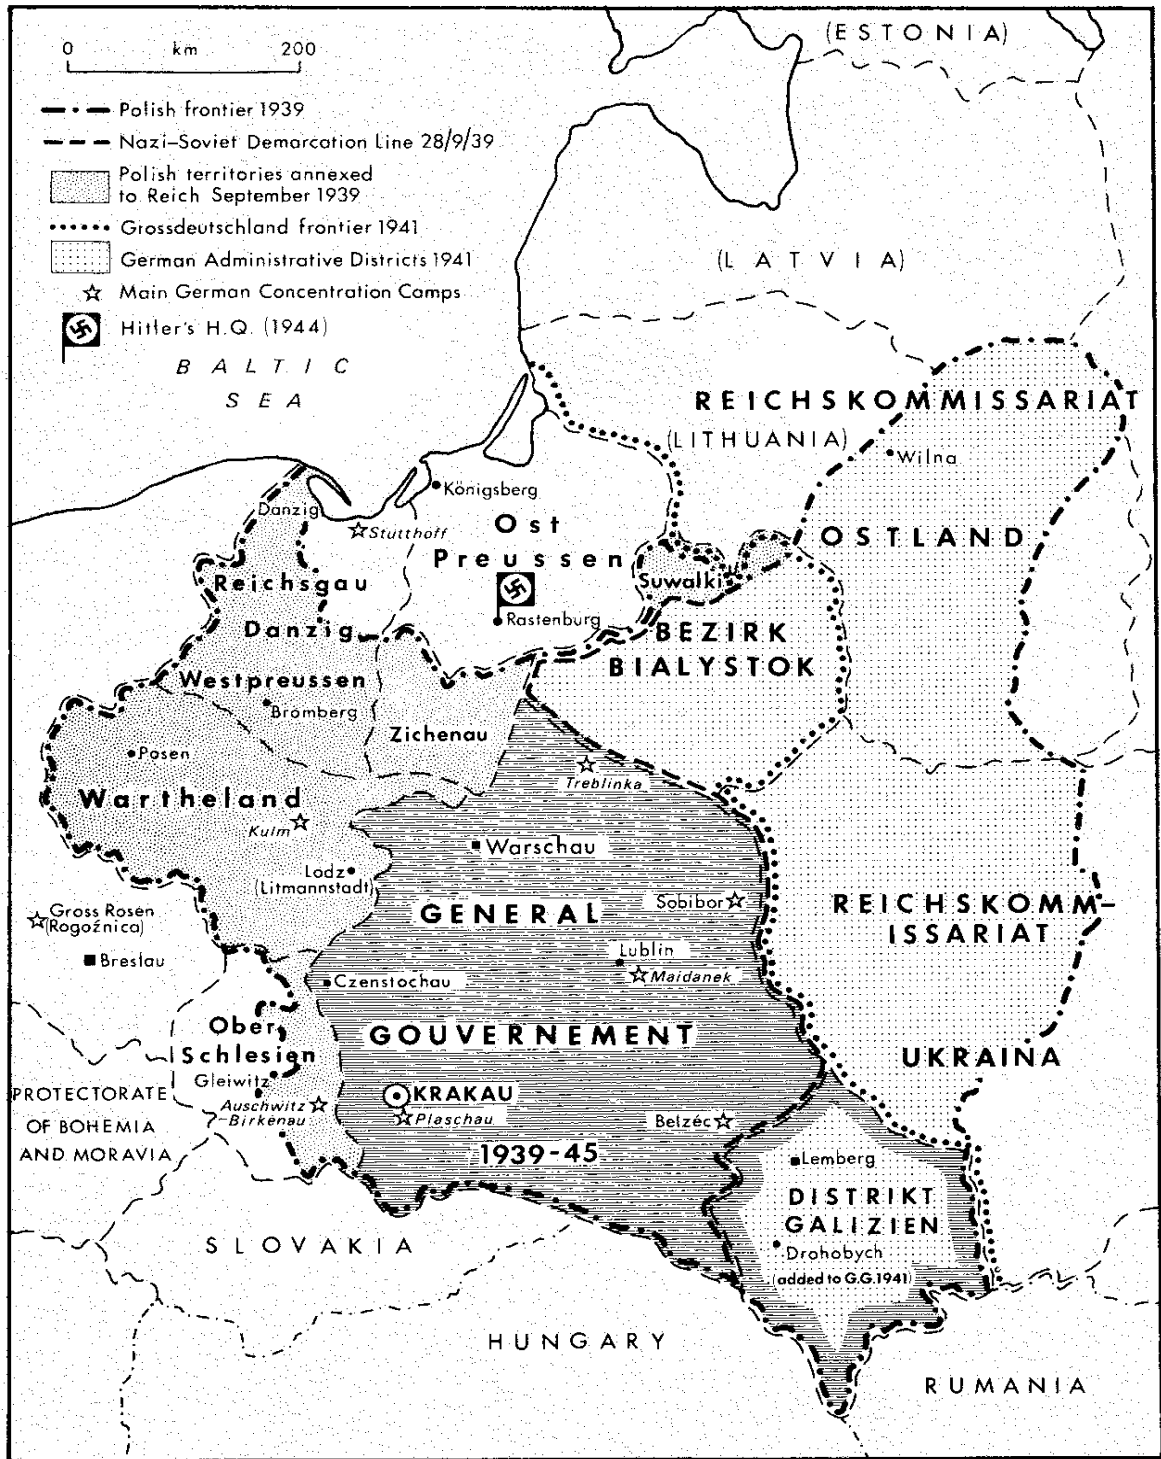 0 km 200
Polish frontier 1939
Nazi–Soviet Demarcation Line 28/9/39
Polish territories annexed
to Reich September 1939
Grossdeutschland frontier 1941
German Administrative Districts 1941
Main German Concentration Camps
Hitler's H.Q. (1944)
BALTIC
SEA
(ESTONIA)
(LATVIA)
REICHSKOMMISSARIAT
(LITHUANIA)
Wilna
OSTLAND
Königsberg
Danzig
Stutthoff
Ost
Preussen
Suwalki
Rastenburg
Reichsgau
Danzig
Westpreussen
Bromberg
BEZIRK
BIALYSTOK
Zichenau
Posen
Wartheland
Kulm
Treblinka
Warschau
Lodz
(Litmannstadt)
GENERAL
Sobibor
REICHSKOMM–
ISSARIAT
Gross Rosen
(Rogoźnica)
Breslau
Lublin
Maidanek
Czenstochau
Ober
Schlesien
GOUVERNEMENT
UKRAINA
Gleiwitz
PROTECTORATE
OF BOHEMIA
AND MORAVIA
Auschwitz
–Birkenau
KRAKAU
Plaschau
Belzéc
1939-45
Lemberg
DISTRIKT
GALIZIEN
Drohobych
(added to G.G.1941)
SLOVAKIA
HUNGARY
RUMANIA